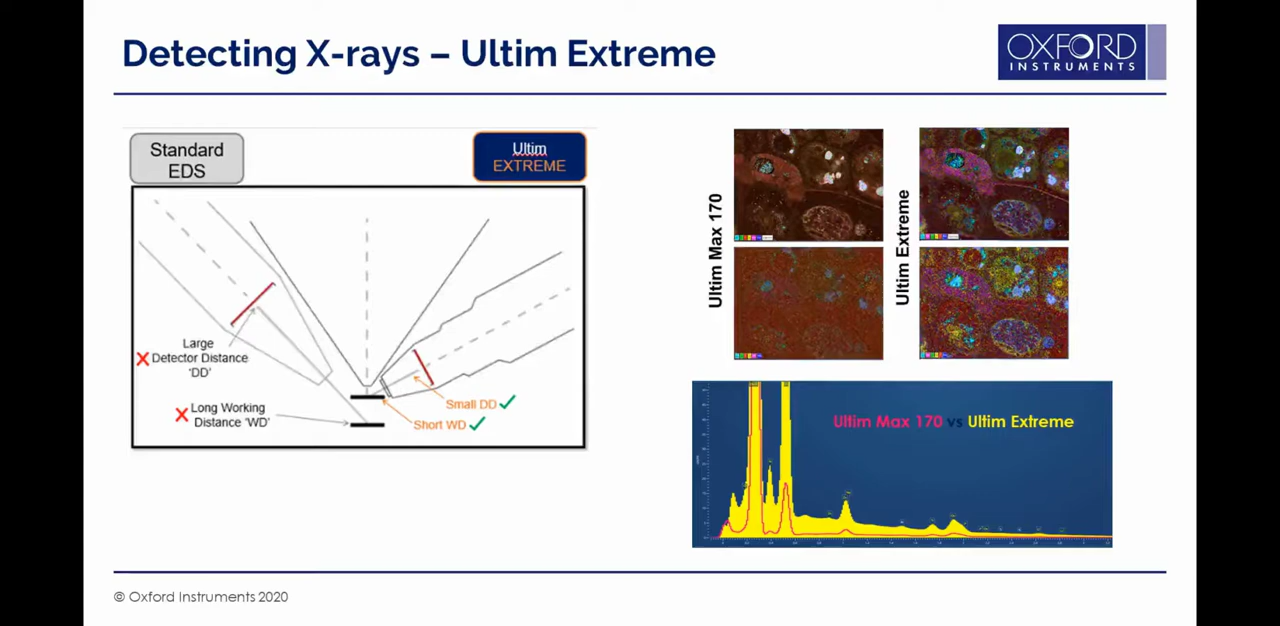 Detecting X-rays – Ultim Extreme
OXFORD
INSTRUMENTS
Standard
EDS
Ultim
EXTREME
Large
Detector Distance
'DD'
Long Working
Distance 'WD'
Small DD
Short WD
Ultim Max 170
Ultim Extreme
Ultim Max 170 vs Ultim Extreme
© Oxford Instruments 2020